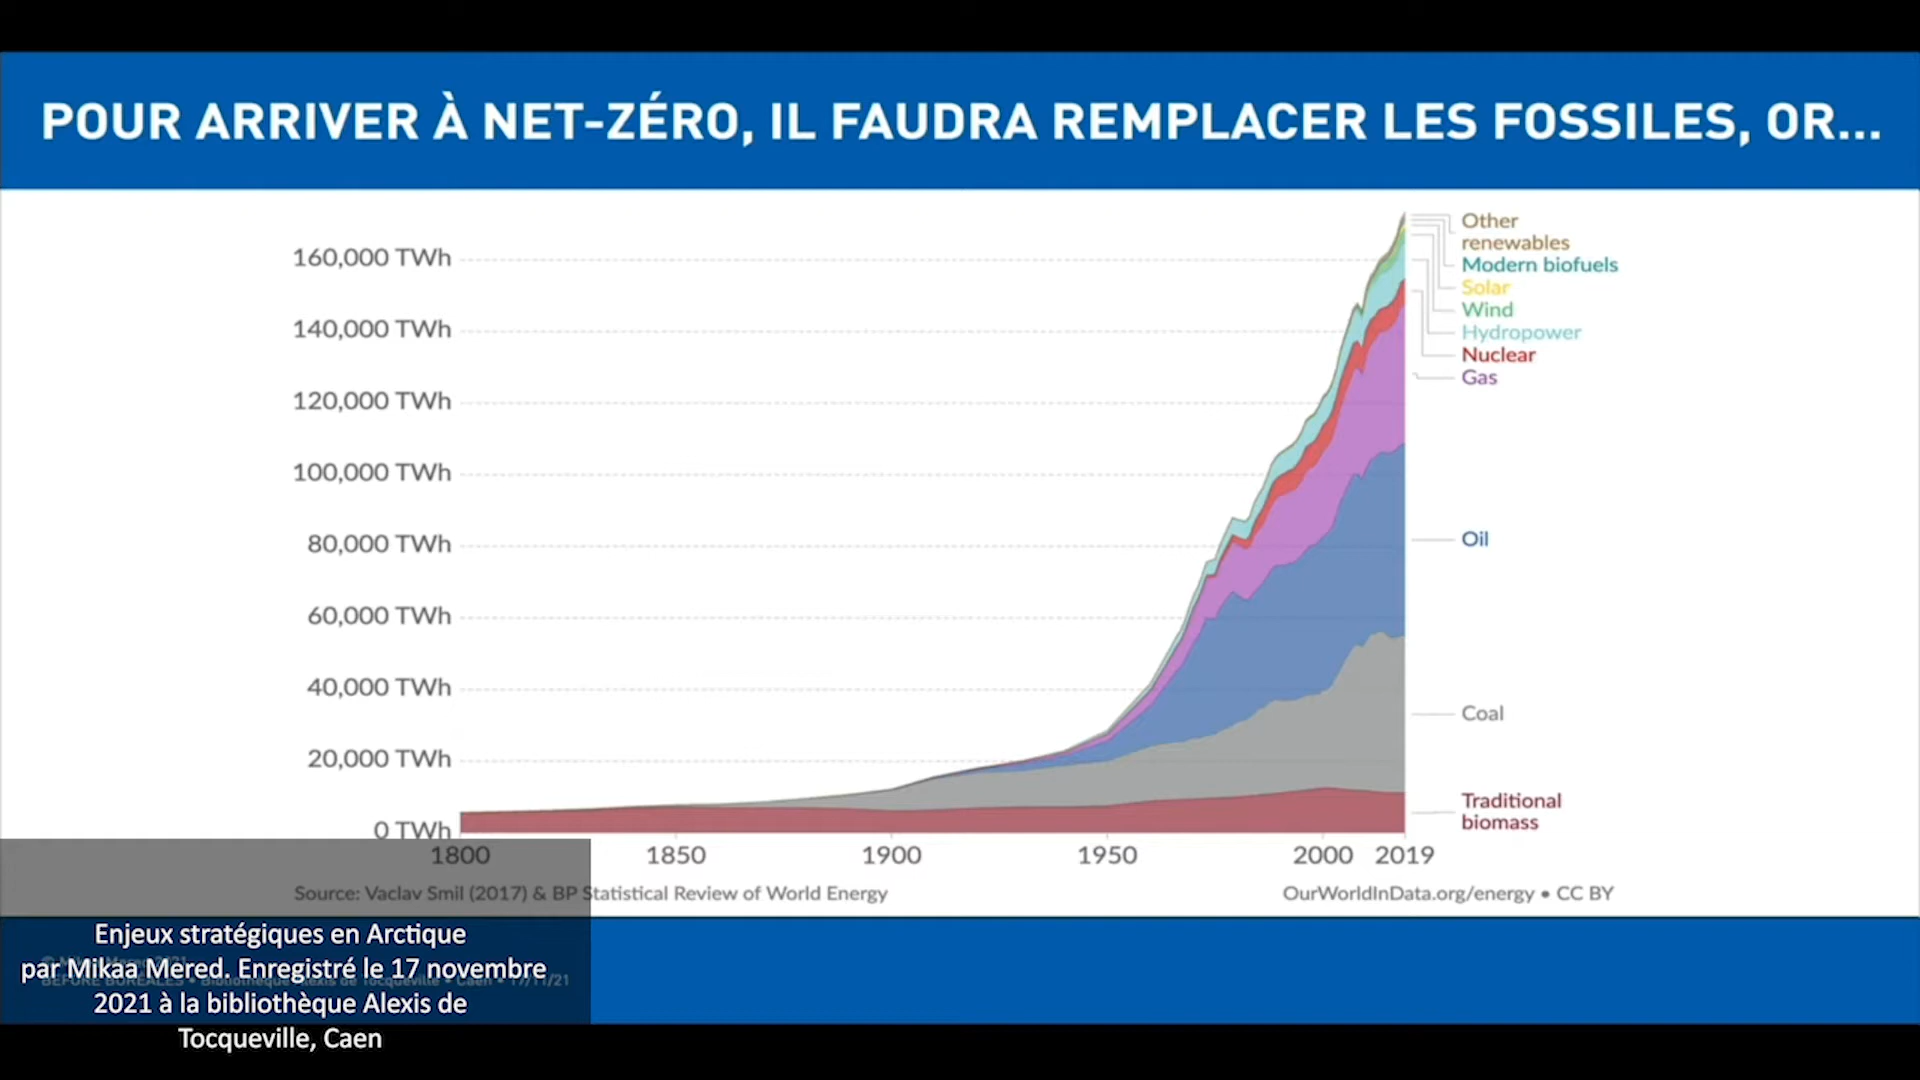 POUR ARRIVER À NET-ZÉRO, IL FAUDRA REMPLACER LES FOSSILES, OR...
160,000 TWh
140,000 TWh
120,000 TWh
100,000 TWh
80,000 TWh
60,000 TWh
40,000 TWh
20,000 TWh
0 TWh
Other
renewables
Modern biofuels
Solar
Wind
Hydropower
Nuclear
Gas
Oil
Coal
Traditional
biomass
1800 1850 1900 1950 2000 2019
Source: Vaclav Smil (2017) & BP Statistical Review of World Energy
OurWorldInData.org/energy • CC BY
Enjeux stratégiques en Arctique
par Mikaa Mered. Enregistré le 17 novembre
2021 à la bibliothèque Alexis de
Tocqueville, Caen